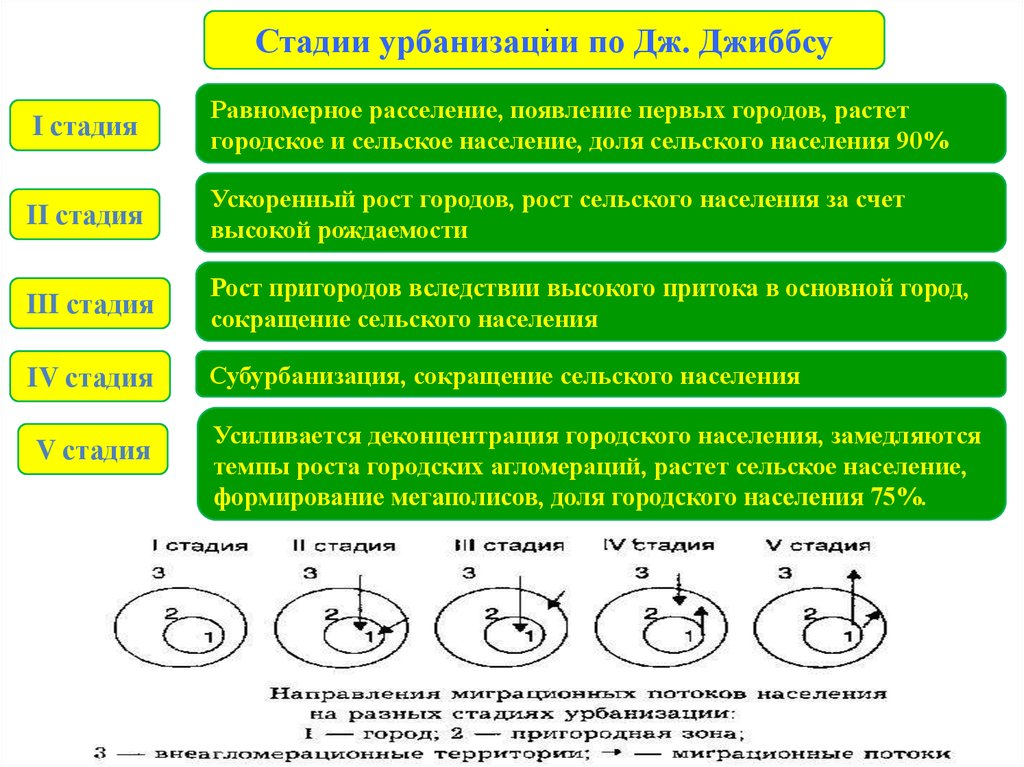 Стадии урбанизации по Дж. Джиббсу
I стадия
Равномерное расселение, появление первых городов, растет
городское и сельское население, доля сельского населения 90%
II стадия
Ускоренный рост городов, рост сельского населения за счет
высокой рождаемости
III стадия
Рост пригородов вследствии высокого притока в основной город,
сокращение сельского населения
IV стадия
Субурбанизация, сокращение сельского населения
V стадия
Усиливается деконцентрация городского населения, замедляются
темпы роста городских агломераций, растет сельское население,
формирование мегаполисов, доля городского населения 75%.
I стадия II стадия III стадия IV стадия V стадия
3 3 3 3 3
2 2 2 2 2
1 1 1 1 1
Направления миграционных потоков населения
на разных стадиях урбанизации:
1 — город; 2 — пригородная зона;
3 — внеагломерационные территории; → — миграционные потоки